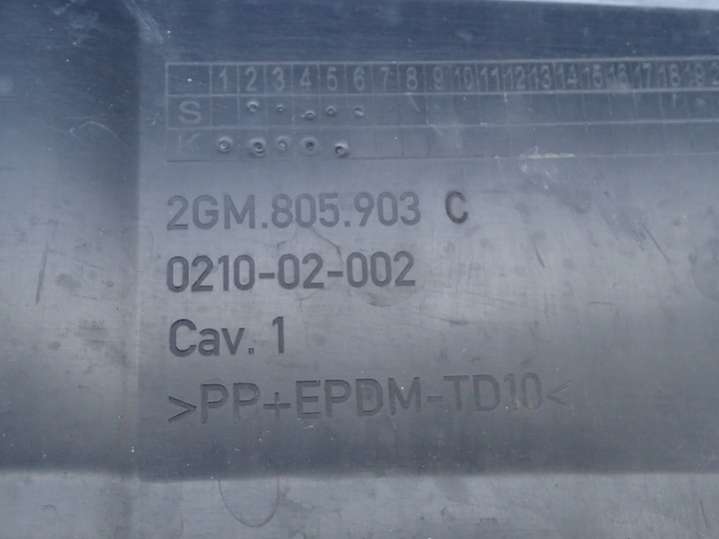 1 2 3 4 5 6 7 8 9 10 11 12 13 14 15 16 17 18 19
S
K
2GM.805.903 C
0210-02-002
Cav. 1
>PP+EPDM-TD10<